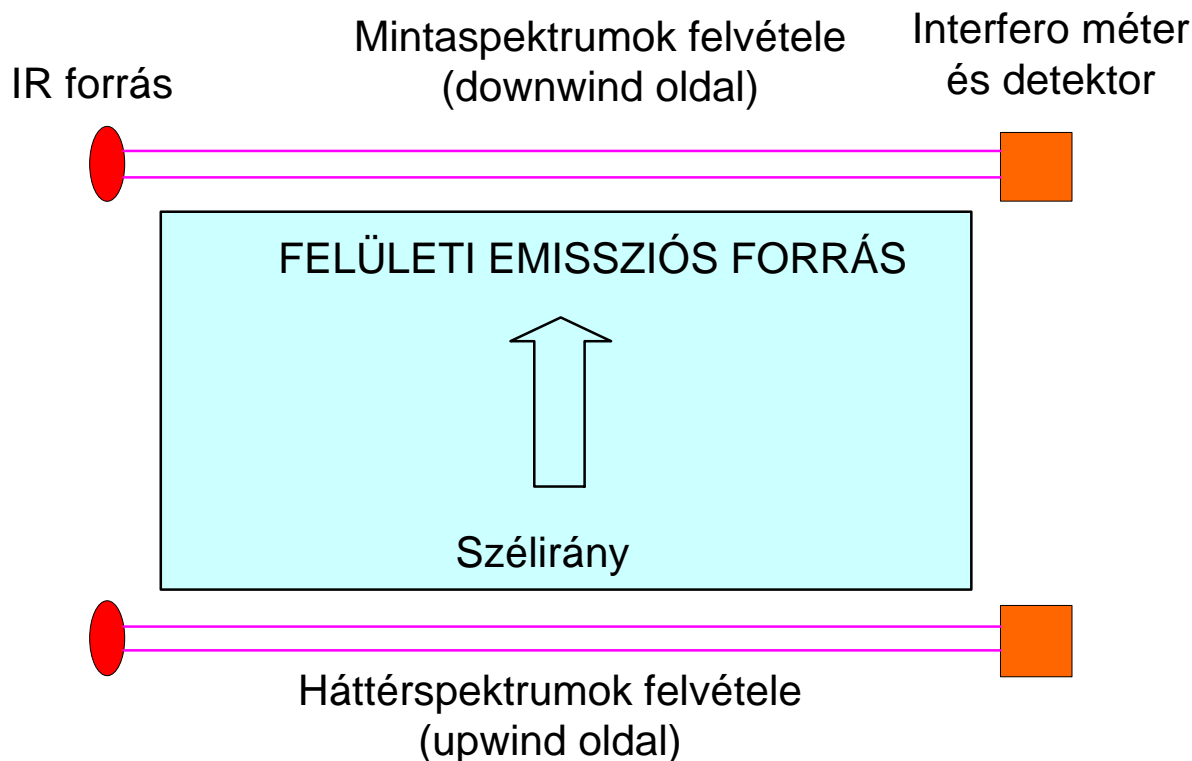 Mintaspektrumok felvétele
(downwind oldal)
Interfero méter
és detektor
IR forrás
FELÜLETI EMISSZIÓS FORRÁS
Szélirány
Háttérspektrumok felvétele
(upwind oldal)